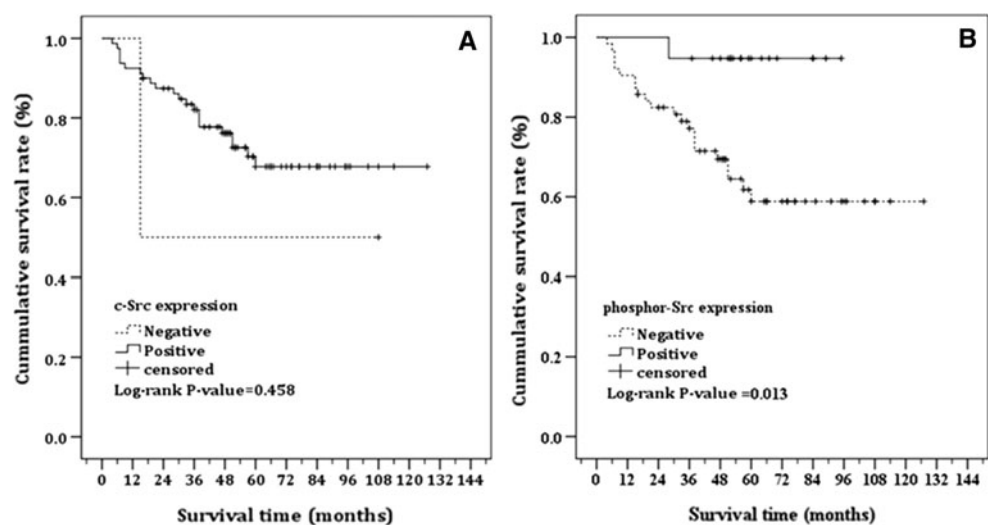 A
Cummulative survival rate (%)
1.0
0.8
0.6
0.4
0.2
0.0
c-Src expression
Negative
Positive
censored
Log-rank P-value=0.458
0 12 24 36 48 60 72 84 96 108 120 132 144
Survival time (months)
B
Cummulative survival rate (%)
1.0
0.8
0.6
0.4
0.2
0.0
phosphor-Src expression
Negative
Positive
censored
Log-rank P-value =0.013
0 12 24 36 48 60 72 84 96 108 120 132 144
Survival time (months)